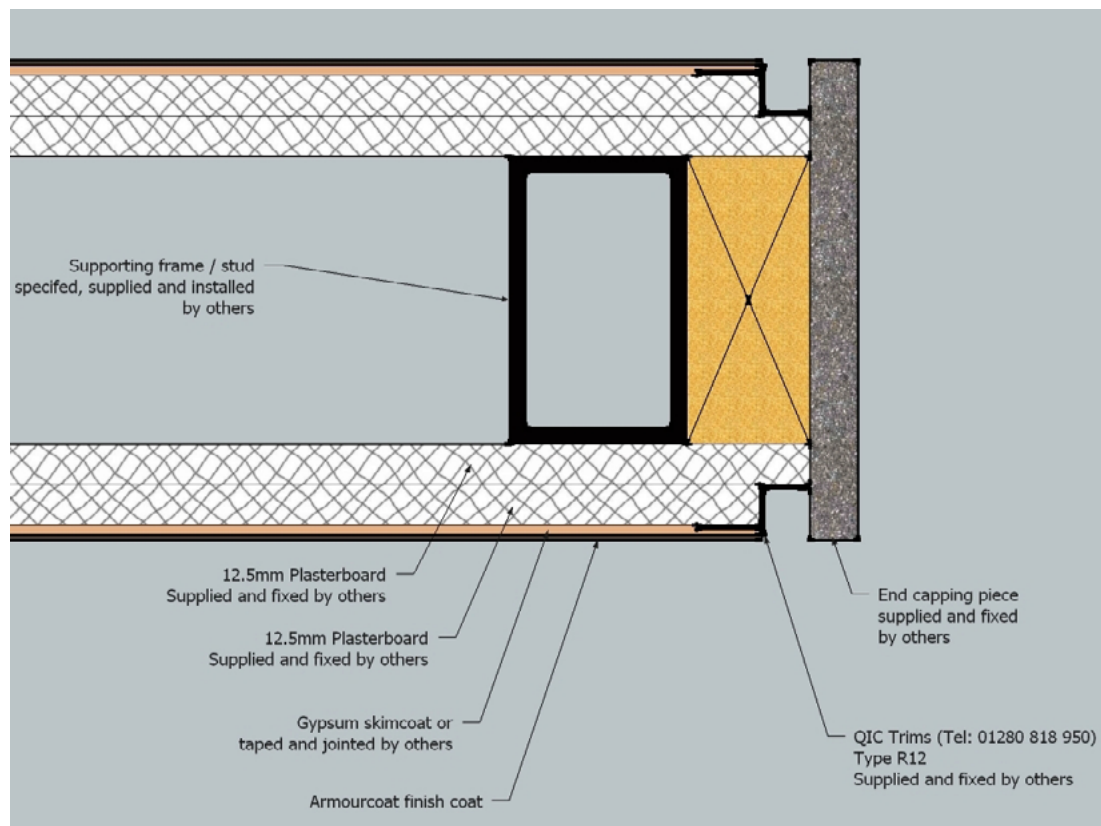 Supporting frame / stud
specifed, supplied and installed
by others
12.5mm Plasterboard
Supplied and fixed by others
12.5mm Plasterboard
Supplied and fixed by others
Gypsum skimcoat or
taped and jointed by others
Armourcoat finish coat
End capping piece
supplied and fixed
by others
QIC Trims (Tel: 01280 818 950)
Type R12
Supplied and fixed by others